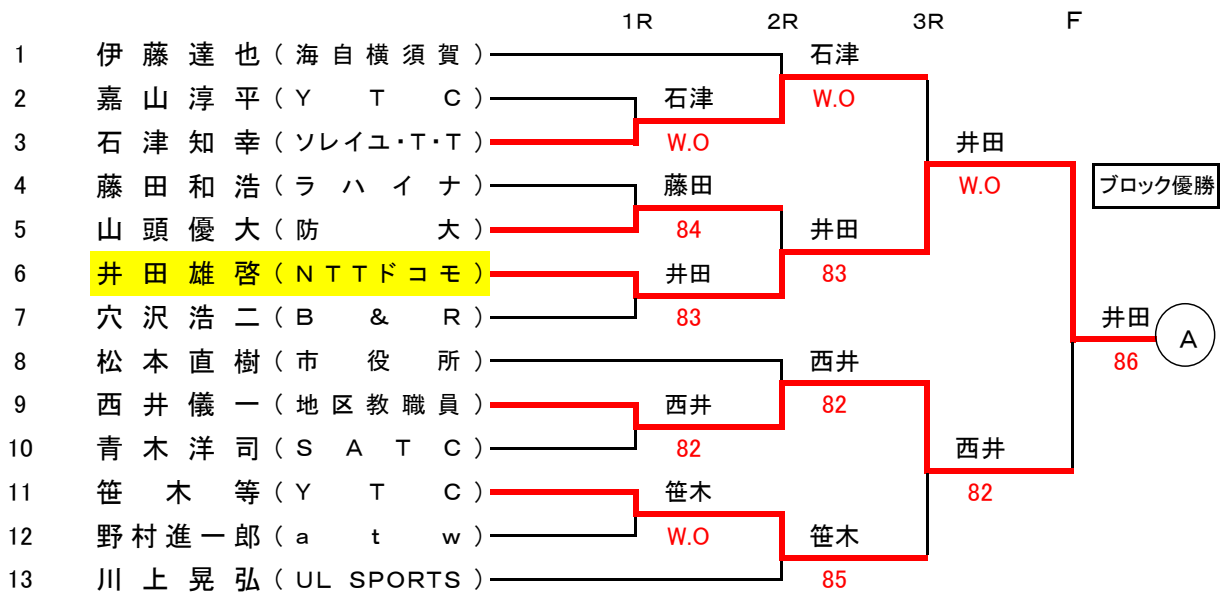 1R 2R 3R F
1 伊藤達也(海自横須賀) 石津
2 嘉山淳平(YTC) 石津 W.O
3 石津知幸(ソレイユ・T・T) W.O 井田
4 藤田和浩(ラハイナ) 藤田 W.O ブロック優勝
5 山頭優大(防大) 84 井田
6 井田雄啓(NTTドコモ) 井田 83
7 穴沢浩二(B&R) 83 井田 A
8 松本直樹(市役所) 西井 86
9 西井儀一(地区教職員) 西井 82
10 青木洋司(SATC) 82 西井
11 笹木等(YTC) 笹木 82
12 野村進一郎(atw) W.O 笹木
13 川上晃弘(UL SPORTS) 85